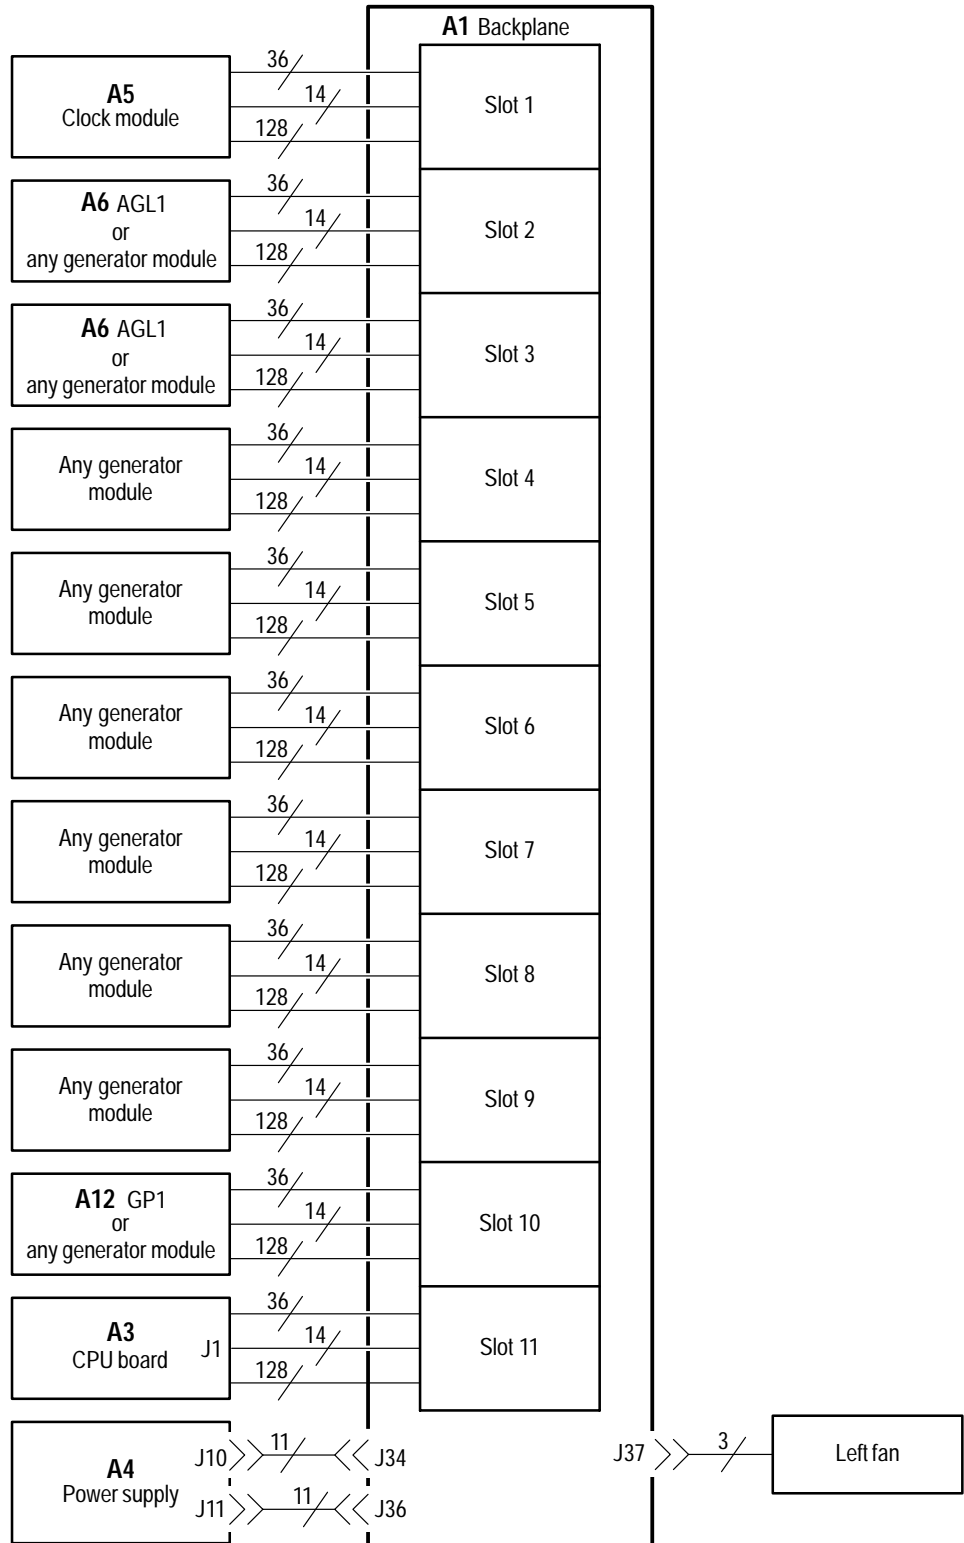 A1 Backplane
A5
Clock module
36
14
128
Slot 1
A6 AGL1
or
any generator module
36
14
128
Slot 2
A6 AGL1
or
any generator module
36
14
128
Slot 3
Any generator
module
36
14
128
Slot 4
Any generator
module
36
14
128
Slot 5
Any generator
module
36
14
128
Slot 6
Any generator
module
36
14
128
Slot 7
Any generator
module
36
14
128
Slot 8
Any generator
module
36
14
128
Slot 9
A12 GP1
or
any generator module
36
14
128
Slot 10
A3
CPU board
J1
36
14
128
Slot 11
A4
Power supply
J10
11
J34
J11
11
J36
J37
3
Left fan